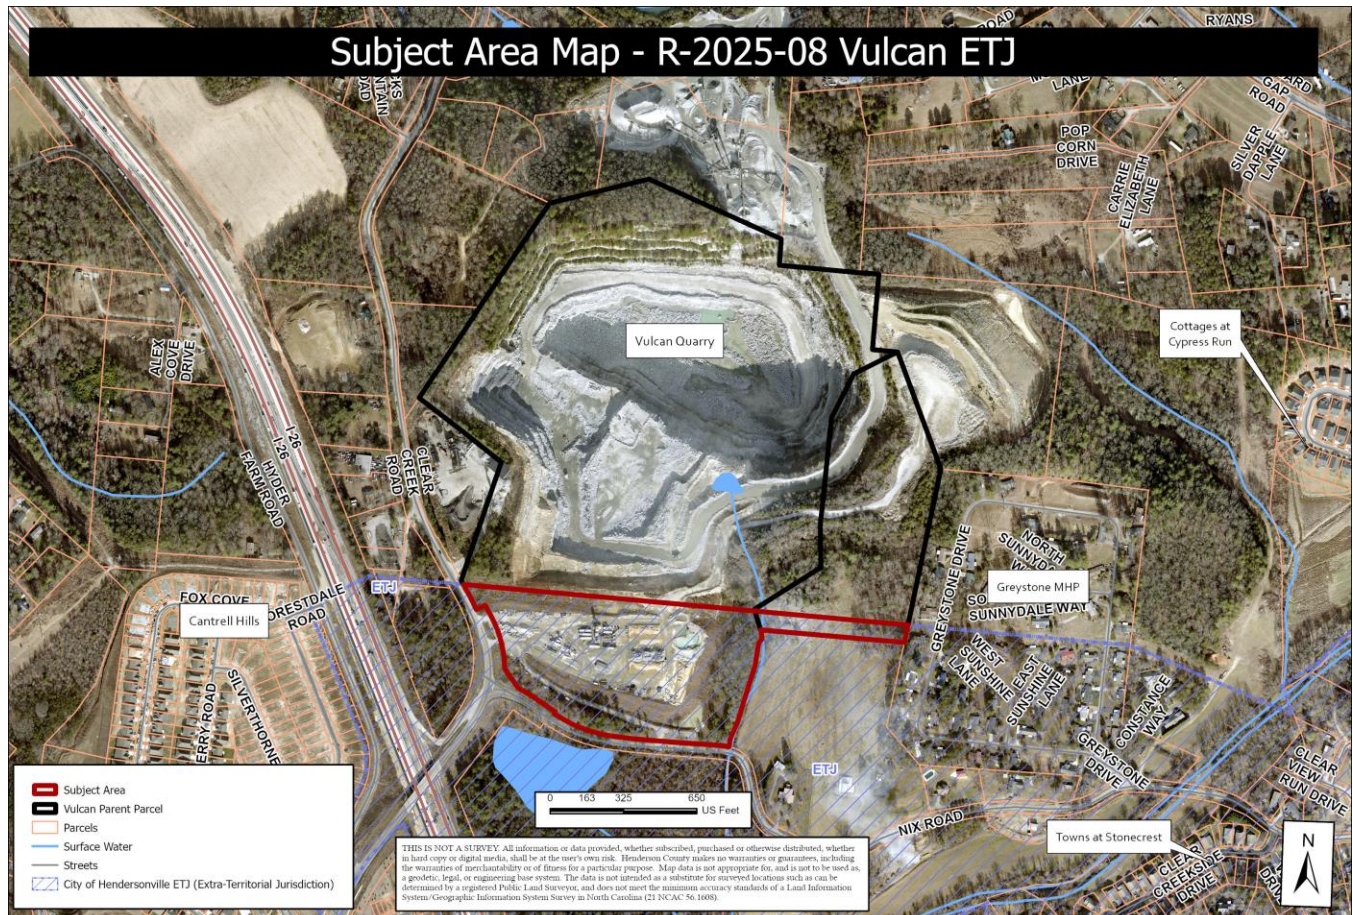 Subject Area Map - R-2025-08 Vulcan ETJ
ROAD
RYANS
LANE
GAP
ROAD
ROAD
POP
CORN
DRIVE
CARRIE
ELIZABETH
LANE
SILVER
DAPPLE
LANE
Vulcan Quarry
Cottages at
Cypress Run
ALEX
COVE
DRIVE
I-26
I-26
HYDER
FARM ROAD
CLEAR
CREEK
ROAD
GREYSTONE DRIVE
NORTH
SUNNYD
Greystone MHP
SO
SUNNYDALE WAY
ETJ
FOX COVE
Cantrell Hills
ORESTDALE
ROAD
WEST
SUNSHINE
LANE
EAST
SUNSHINE
LANE
CONSTANCE
WAY
SILVERTHORNE
ERRY ROAD
GREYSTONE
DRIVE
ETJ
CLEAR
VIEW
RUN DRIVE
NIX ROAD
Towns at Stonecrest
CLEAR
CREEKSIDE
DRIVE
Subject Area
Vulcan Parent Parcel
Parcels
Surface Water
Streets
City of Hendersonville ETJ (Extra-Territorial Jurisdiction)
0 163 325 650
US Feet
THIS IS NOT A SURVEY. All information or data provided, whether subscribed, purchased or otherwise distributed, whether
in hard copy or digital media, shall be at the user's own risk. Henderson County makes no warranties or guarantees, including
the warranties of merchantability or of fitness for a particular purpose. Map data is not appropriate for, and is not to be used as,
a geodetic, legal, or engineering base system. The data is not intended as a substitute for surveyed locations such as can be
determined by a registered Public Land Surveyor, and does not meet the minimum accuracy standards of a Land Information
System/Geographic Information System Survey in North Carolina (21 NCAC 56.1608).
N